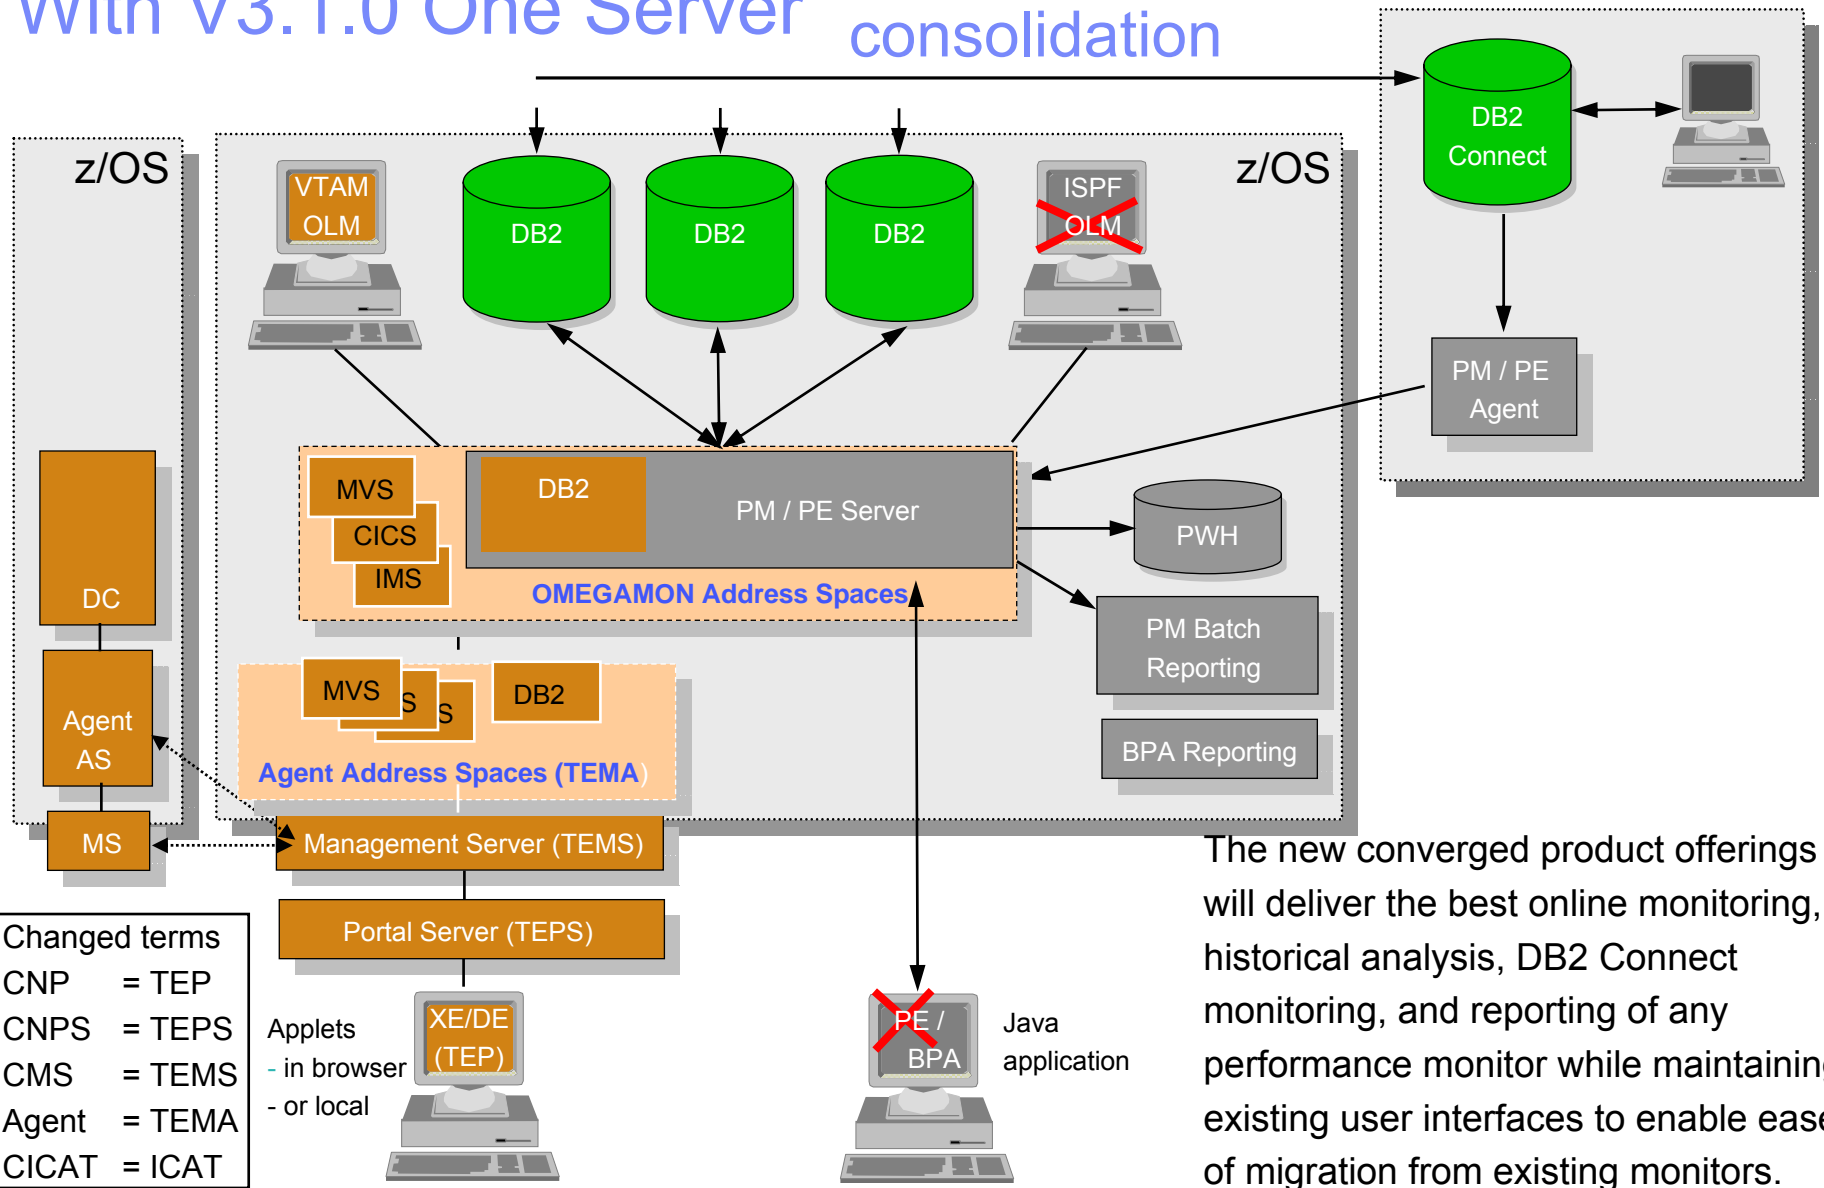 With V3.1.0 One Server
consolidation
z/OS
VTAM
OLM
DB2
DB2
DB2
ISPF
OLM
z/OS
DB2
Connect
PM / PE
Agent
MVS
CICS
IMS
DB2
PM / PE Server
OMEGAMON Address Spaces
PWH
PM Batch
Reporting
BPA Reporting
DC
Agent
AS
MS
MVS
S
S
DB2
Agent Address Spaces (TEMA)
Management Server (TEMS)
Portal Server (TEPS)
Changed terms
CNP = TEP
CNPS = TEPS
CMS = TEMS
Agent = TEMA
CICAT = ICAT
Applets
- in browser
- or local
XE/DE
(TEP)
PE /
BPA
Java
application
The new converged product offerings
will deliver the best online monitoring,
historical analysis, DB2 Connect
monitoring, and reporting of any
performance monitor while maintaining
existing user interfaces to enable ease
of migration from existing monitors.